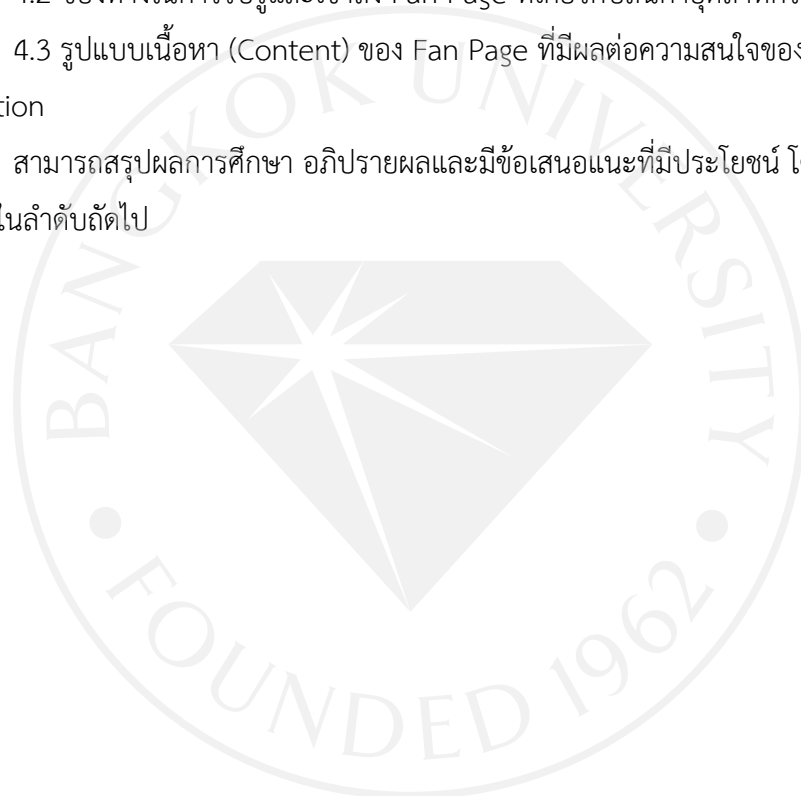 4.3 รูปแบบเนื้อหา (Content) ของ Fan Page ที่มีผลต่อความสนใจของ
tion
สามารถสรุปผลการศึกษา อภิปรายผลและมีข้อเสนอแนะที่มีประโยชน์
ในลำดับถัดไป
BANGKOK UNIVERSITY
FOUNDED 1962